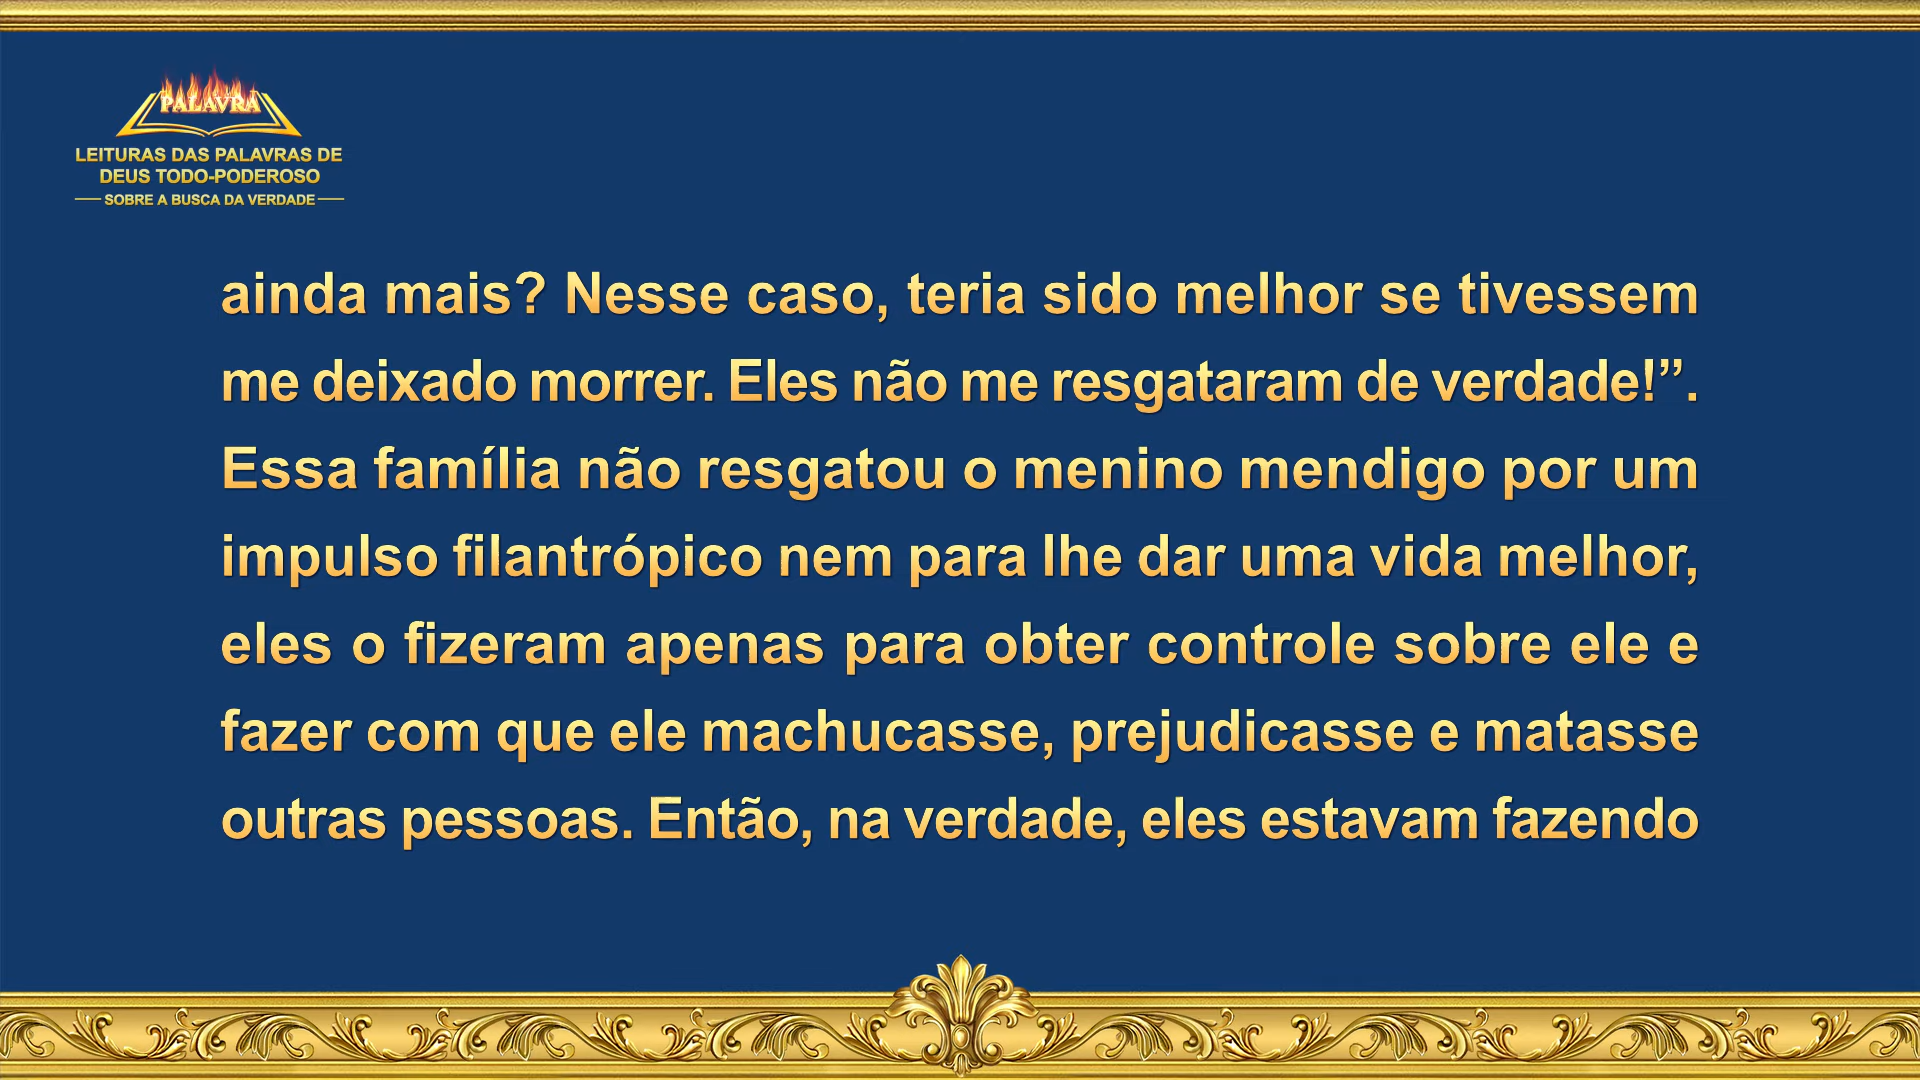 PALAVRA
LEITURAS DAS PALAVRAS DE
DEUS TODO-PODEROSO
SOBRE A BUSCA DA VERDADE
ainda mais? Nesse caso, teria sido melhor se tivessem
me deixado morrer. Eles não me resgataram de verdade!”.
Essa família não resgatou o menino mendigo por um
impulso filantrópico nem para lhe dar uma vida melhor,
eles o fizeram apenas para obter controle sobre ele e
fazer com que ele machucasse, prejudicasse e matasse
outras pessoas. Então, na verdade, eles estavam fazendo